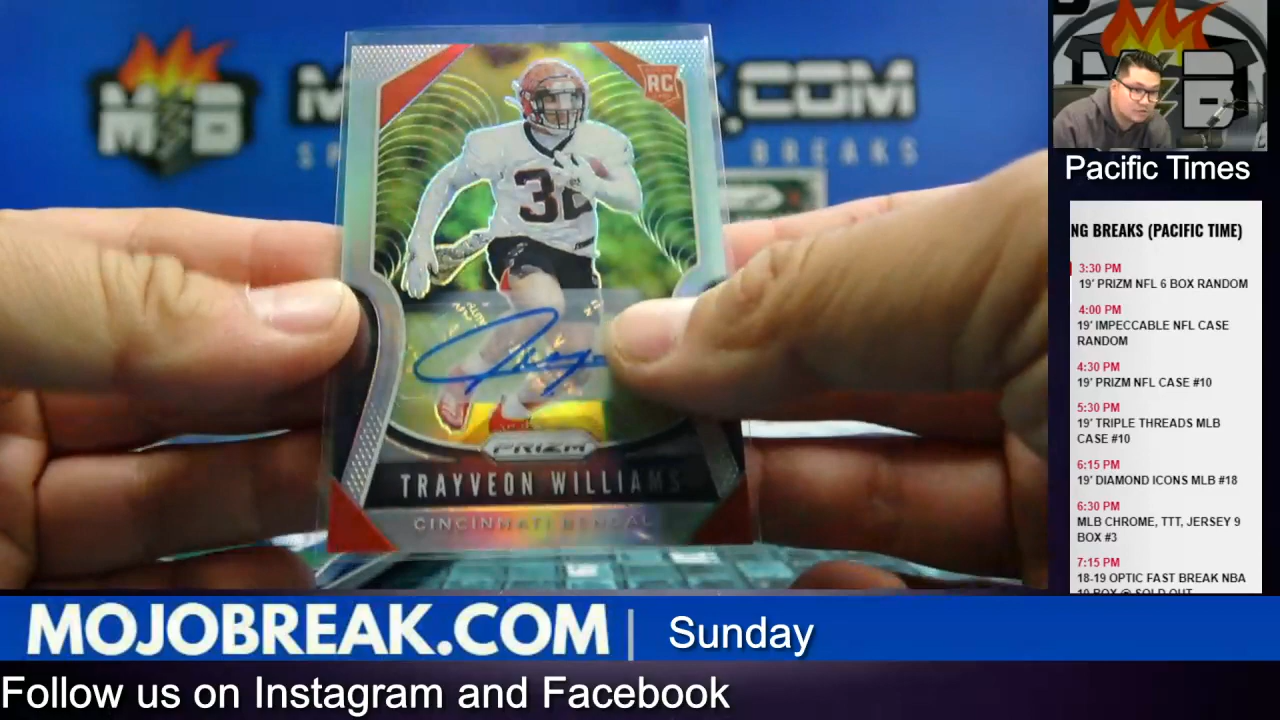 M B
RC
32
PRIZM
TRAYVEON WILLIAMS
CINCINNATI BENGAL
Pacific Times
NG BREAKS (PACIFIC TIME)
3:30 PM
19' PRIZM NFL 6 BOX RANDOM
4:00 PM
19' IMPECCABLE NFL CASE
RANDOM
4:30 PM
19' PRIZM NFL CASE #10
5:30 PM
19' TRIPLE THREADS MLB
CASE #10
6:15 PM
19' DIAMOND ICONS MLB #18
6:30 PM
MLB CHROME, TTT, JERSEY 9
BOX #3
7:15 PM
18-19 OPTIC FAST BREAK NBA
MOJOBREAK.COM | Sunday
Follow us on Instagram and Facebook